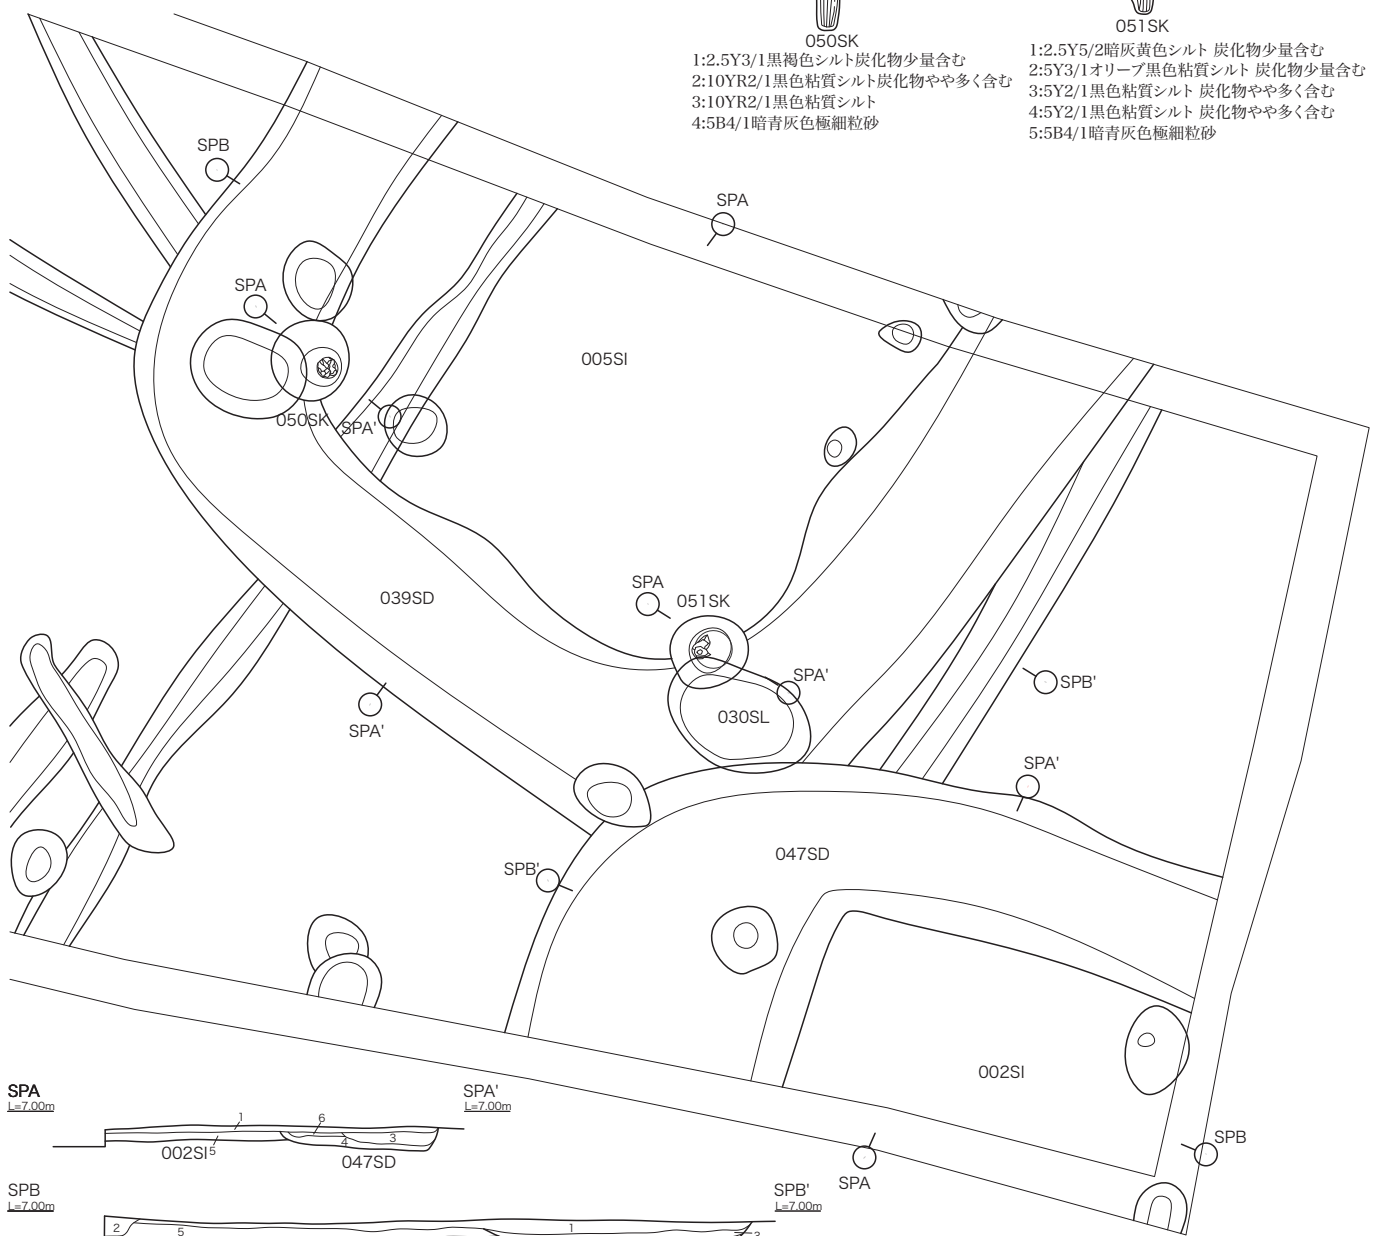 050SK
1:2.5Y3/1黒褐色シルト炭化物少量含む
2:10YR2/1黒色粘質シルト炭化物やや多く含む
3:10YR2/1黒色粘質シルト
4:5B4/1暗青灰色極細粒砂
051SK
1:2.5Y5/2暗灰黄色シルト 炭化物少量含む
2:5Y3/1オリーブ黒色粘質シルト 炭化物少量含む
3:5Y2/1黒色粘質シルト 炭化物やや多く含む
4:5Y2/1黒色粘質シルト 炭化物やや多く含む
5:5B4/1暗青灰色極細粒砂
SPB
SPA
SPA
005SI
050SK
SPA'
039SD
SPA
051SK
SPA'
SPB'
030SL
SPA'
SPA'
047SD
SPB'
002SI
SPB
SPA
SPA
L=7.00m
SPA'
L=7.00m
1
6
4
3
002SI
5
047SD
SPB
L=7.00m
SPB'
L=7.00m
2
5
1
3